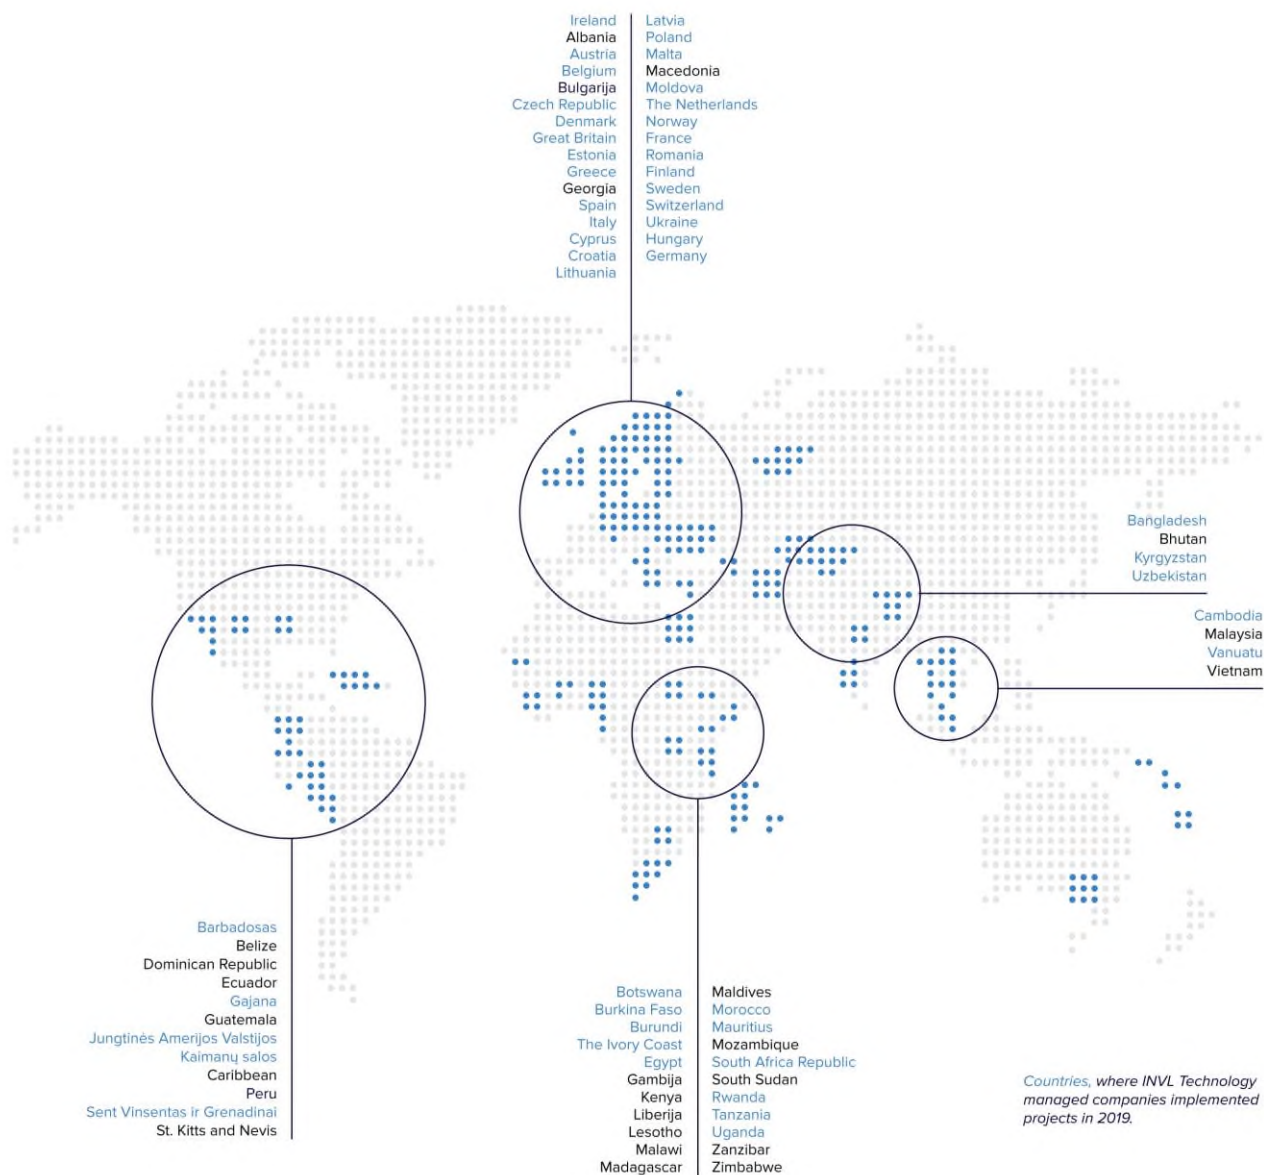 Ireland
Albania
Austria
Belgium
Bulgarija
Czech Republic
Denmark
Great Britain
Estonia
Greece
Georgia
Spain
Italy
Cyprus
Croatia
Lithuania
Latvia
Poland
Malta
Macedonia
Moldova
The Netherlands
Norway
France
Romania
Finland
Sweden
Switzerland
Ukraine
Hungary
Germany
Bangladesh
Bhutan
Kyrgyzstan
Uzbekistan
Cambodia
Malaysia
Vanuatu
Vietnam
Barbadosas
Belize
Dominican Republic
Ecuador
Gajana
Guatemala
Jungtinės Amerijos Valstijos
Kaimanų salos
Caribbean
Peru
Sent Vinsentas ir Grenadinai
St. Kitts and Nevis
Botswana
Burkina Faso
Burundi
The Ivory Coast
Egypt
Gambija
Kenya
Liberija
Lesotho
Malawi
Madagascar
Maldives
Morocco
Mauritius
Mozambique
South Africa Republic
South Sudan
Rwanda
Tanzania
Uganda
Zanzibar
Zimbabwe
Countries, where INVL Technology
managed companies implemented
projects in 2019.